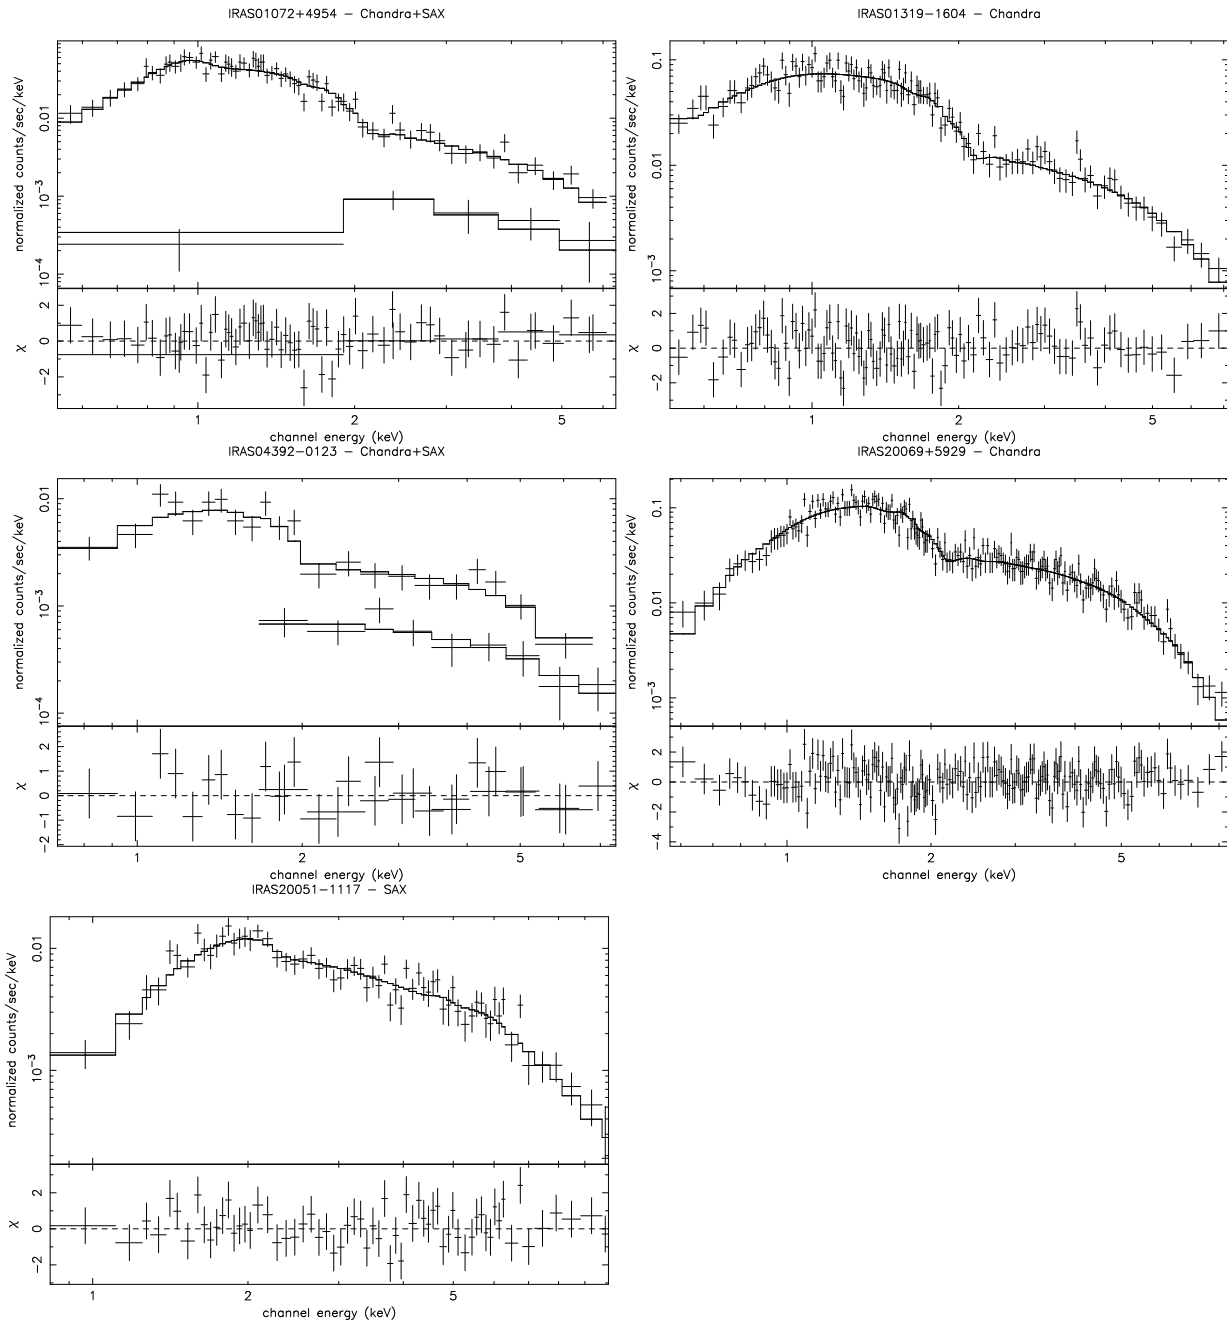 IRAS01072+4954 – Chandra+SAX
normalized counts/sec/keV
0.01
10⁻³
10⁻⁴
χ
2
0
−2
1
2
5
channel energy (keV)
IRAS01319−1604 – Chandra
normalized counts/sec/keV
0.1
0.01
10⁻³
χ
2
0
−2
1
2
5
channel energy (keV)
IRAS04392−0123 – Chandra+SAX
normalized counts/sec/keV
0.01
10⁻³
10⁻⁴
χ
2
1
0
−1
−2
1
2
5
channel energy (keV)
IRAS20069+5929 – Chandra
normalized counts/sec/keV
0.1
0.01
10⁻³
χ
2
0
−2
−4
1
2
5
channel energy (keV)
IRAS20051−1117 – SAX
normalized counts/sec/keV
0.01
10⁻³
χ
2
0
−2
1
2
5
channel energy (keV)